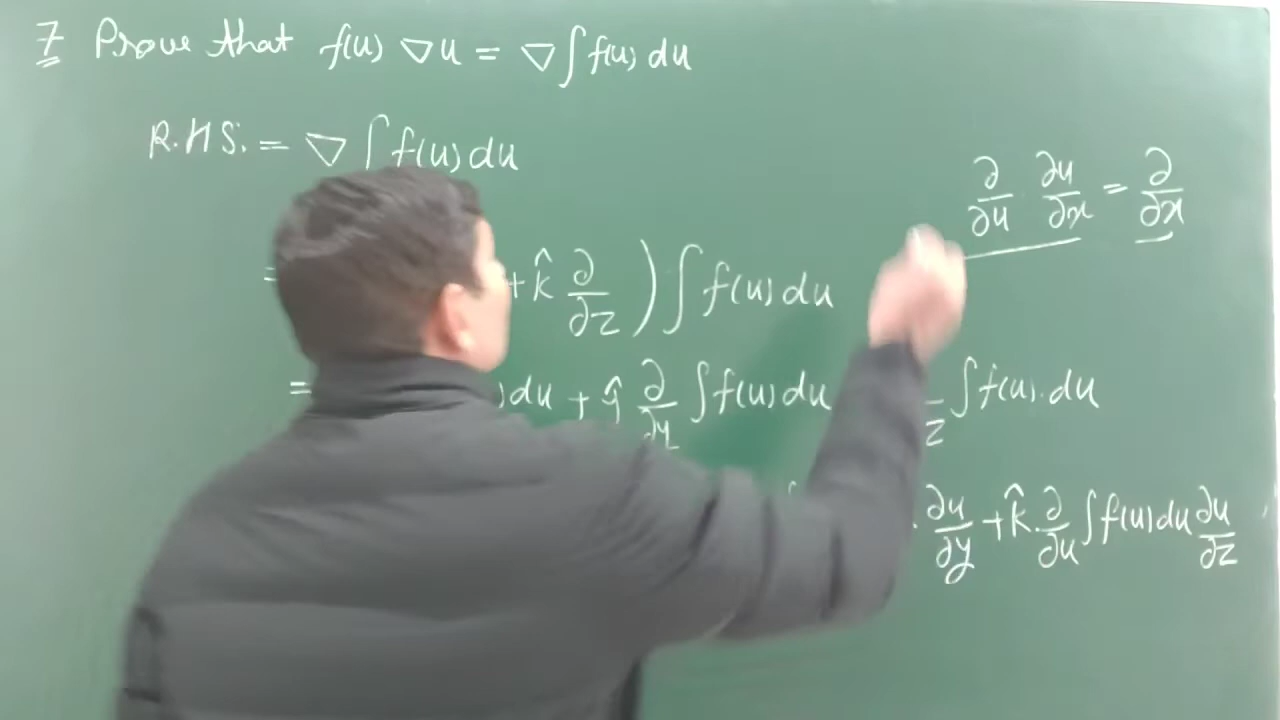 7 Prove that f(u) ∇u = ∇∫f(u) du
R.H.S. = ∇ ∫ f(u) du
∂/∂u ∂u/∂x = ∂/∂x
= + k̂ ∂/∂z ) ∫ f(u) du
= )du + ĵ ∂/∂y ∫ f(u) du z ∫ f(u). du
. ∂u/∂y + k̂. ∂/∂u ∫ f(u) du ∂u/∂z